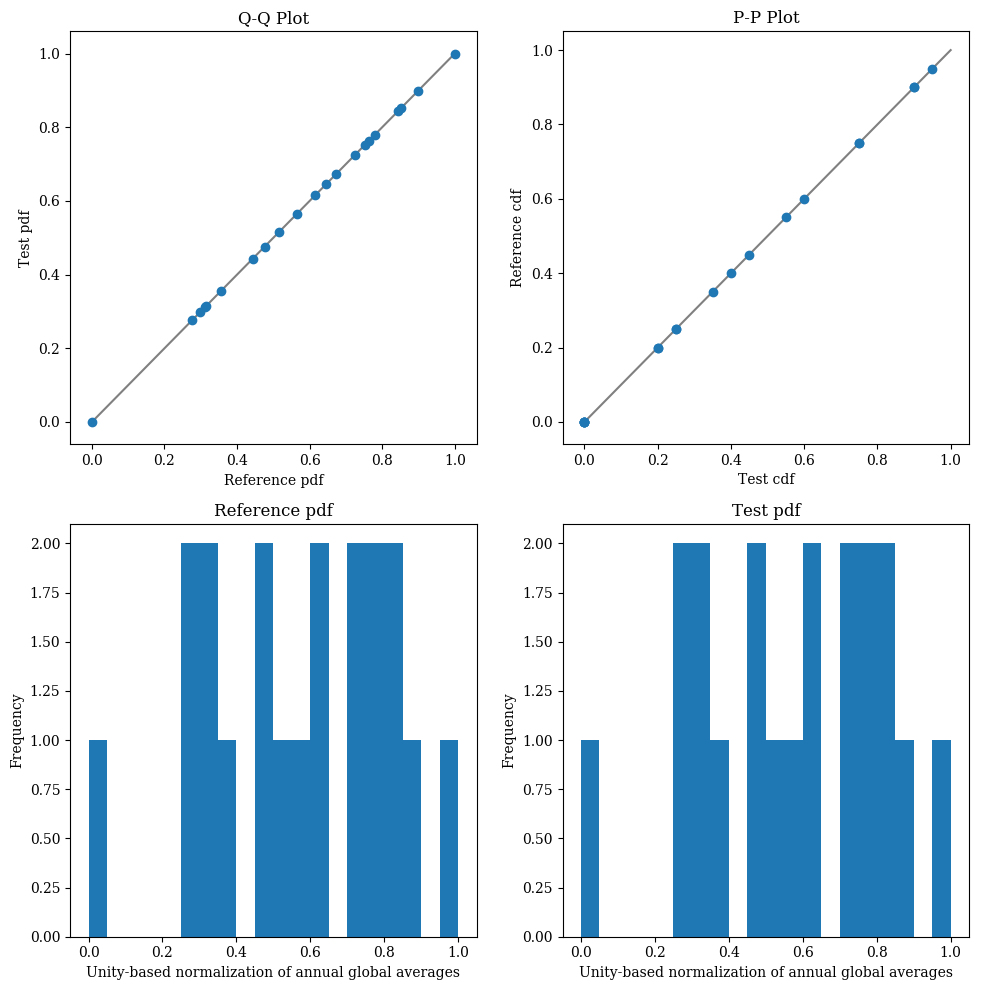 Q-Q Plot
1.0
0.8
0.6
0.4
0.2
0.0
Test pdf
0.0 0.2 0.4 0.6 0.8 1.0
Reference pdf
P-P Plot
1.0
0.8
0.6
0.4
0.2
0.0
Reference cdf
0.0 0.2 0.4 0.6 0.8 1.0
Test cdf
Reference pdf
2.00
1.75
1.50
1.25
1.00
0.75
0.50
0.25
0.00
Frequency
0.0 0.2 0.4 0.6 0.8 1.0
Unity-based normalization of annual global averages
Test pdf
2.00
1.75
1.50
1.25
1.00
0.75
0.50
0.25
0.00
Frequency
0.0 0.2 0.4 0.6 0.8 1.0
Unity-based normalization of annual global averages